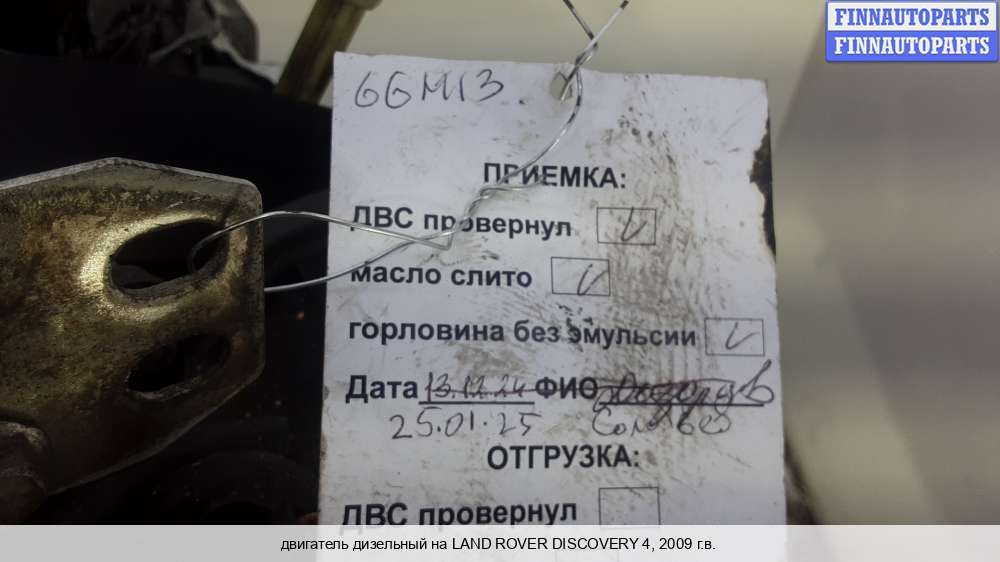 FINNAUTOPARTS
FINNAUTOPARTS
66M13
ПРИЕМКА:
ДВС провернул
масло слито
горловина без эмульсии
Дата 13.12.24 ФИО
25.01.25
ОТГРУЗКА:
ДВС провернул
двигатель дизельный на LAND ROVER DISCOVERY 4, 2009 г.в.